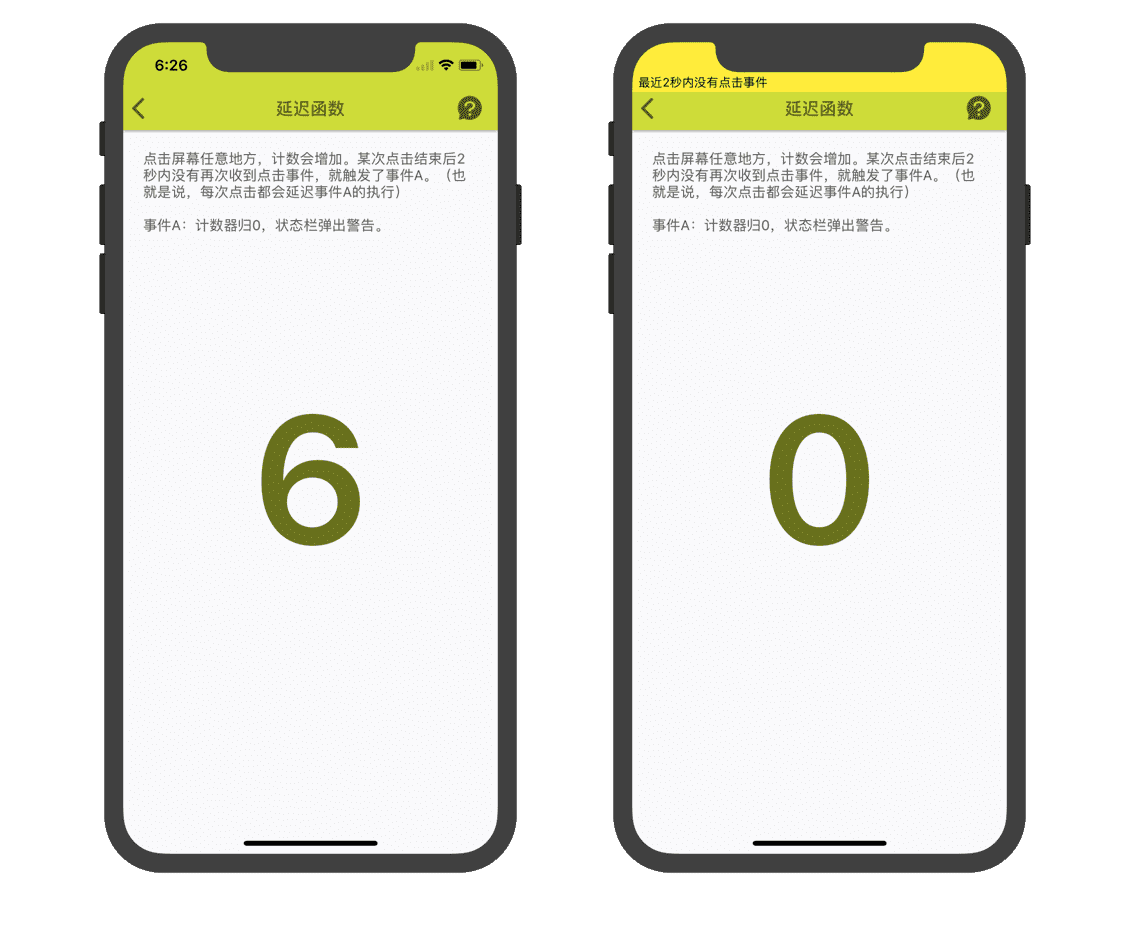 6:26
延迟函数
点击屏幕任意地方，计数会增加。某次点击结束后2
秒内没有再次收到点击事件，就触发了事件A。（也
就是说，每次点击都会延迟事件A的执行）
事件A：计数器归0，状态栏弹出警告。
6
最近2秒内没有点击事件
延迟函数
点击屏幕任意地方，计数会增加。某次点击结束后2
秒内没有再次收到点击事件，就触发了事件A。（也
就是说，每次点击都会延迟事件A的执行）
事件A：计数器归0，状态栏弹出警告。
0